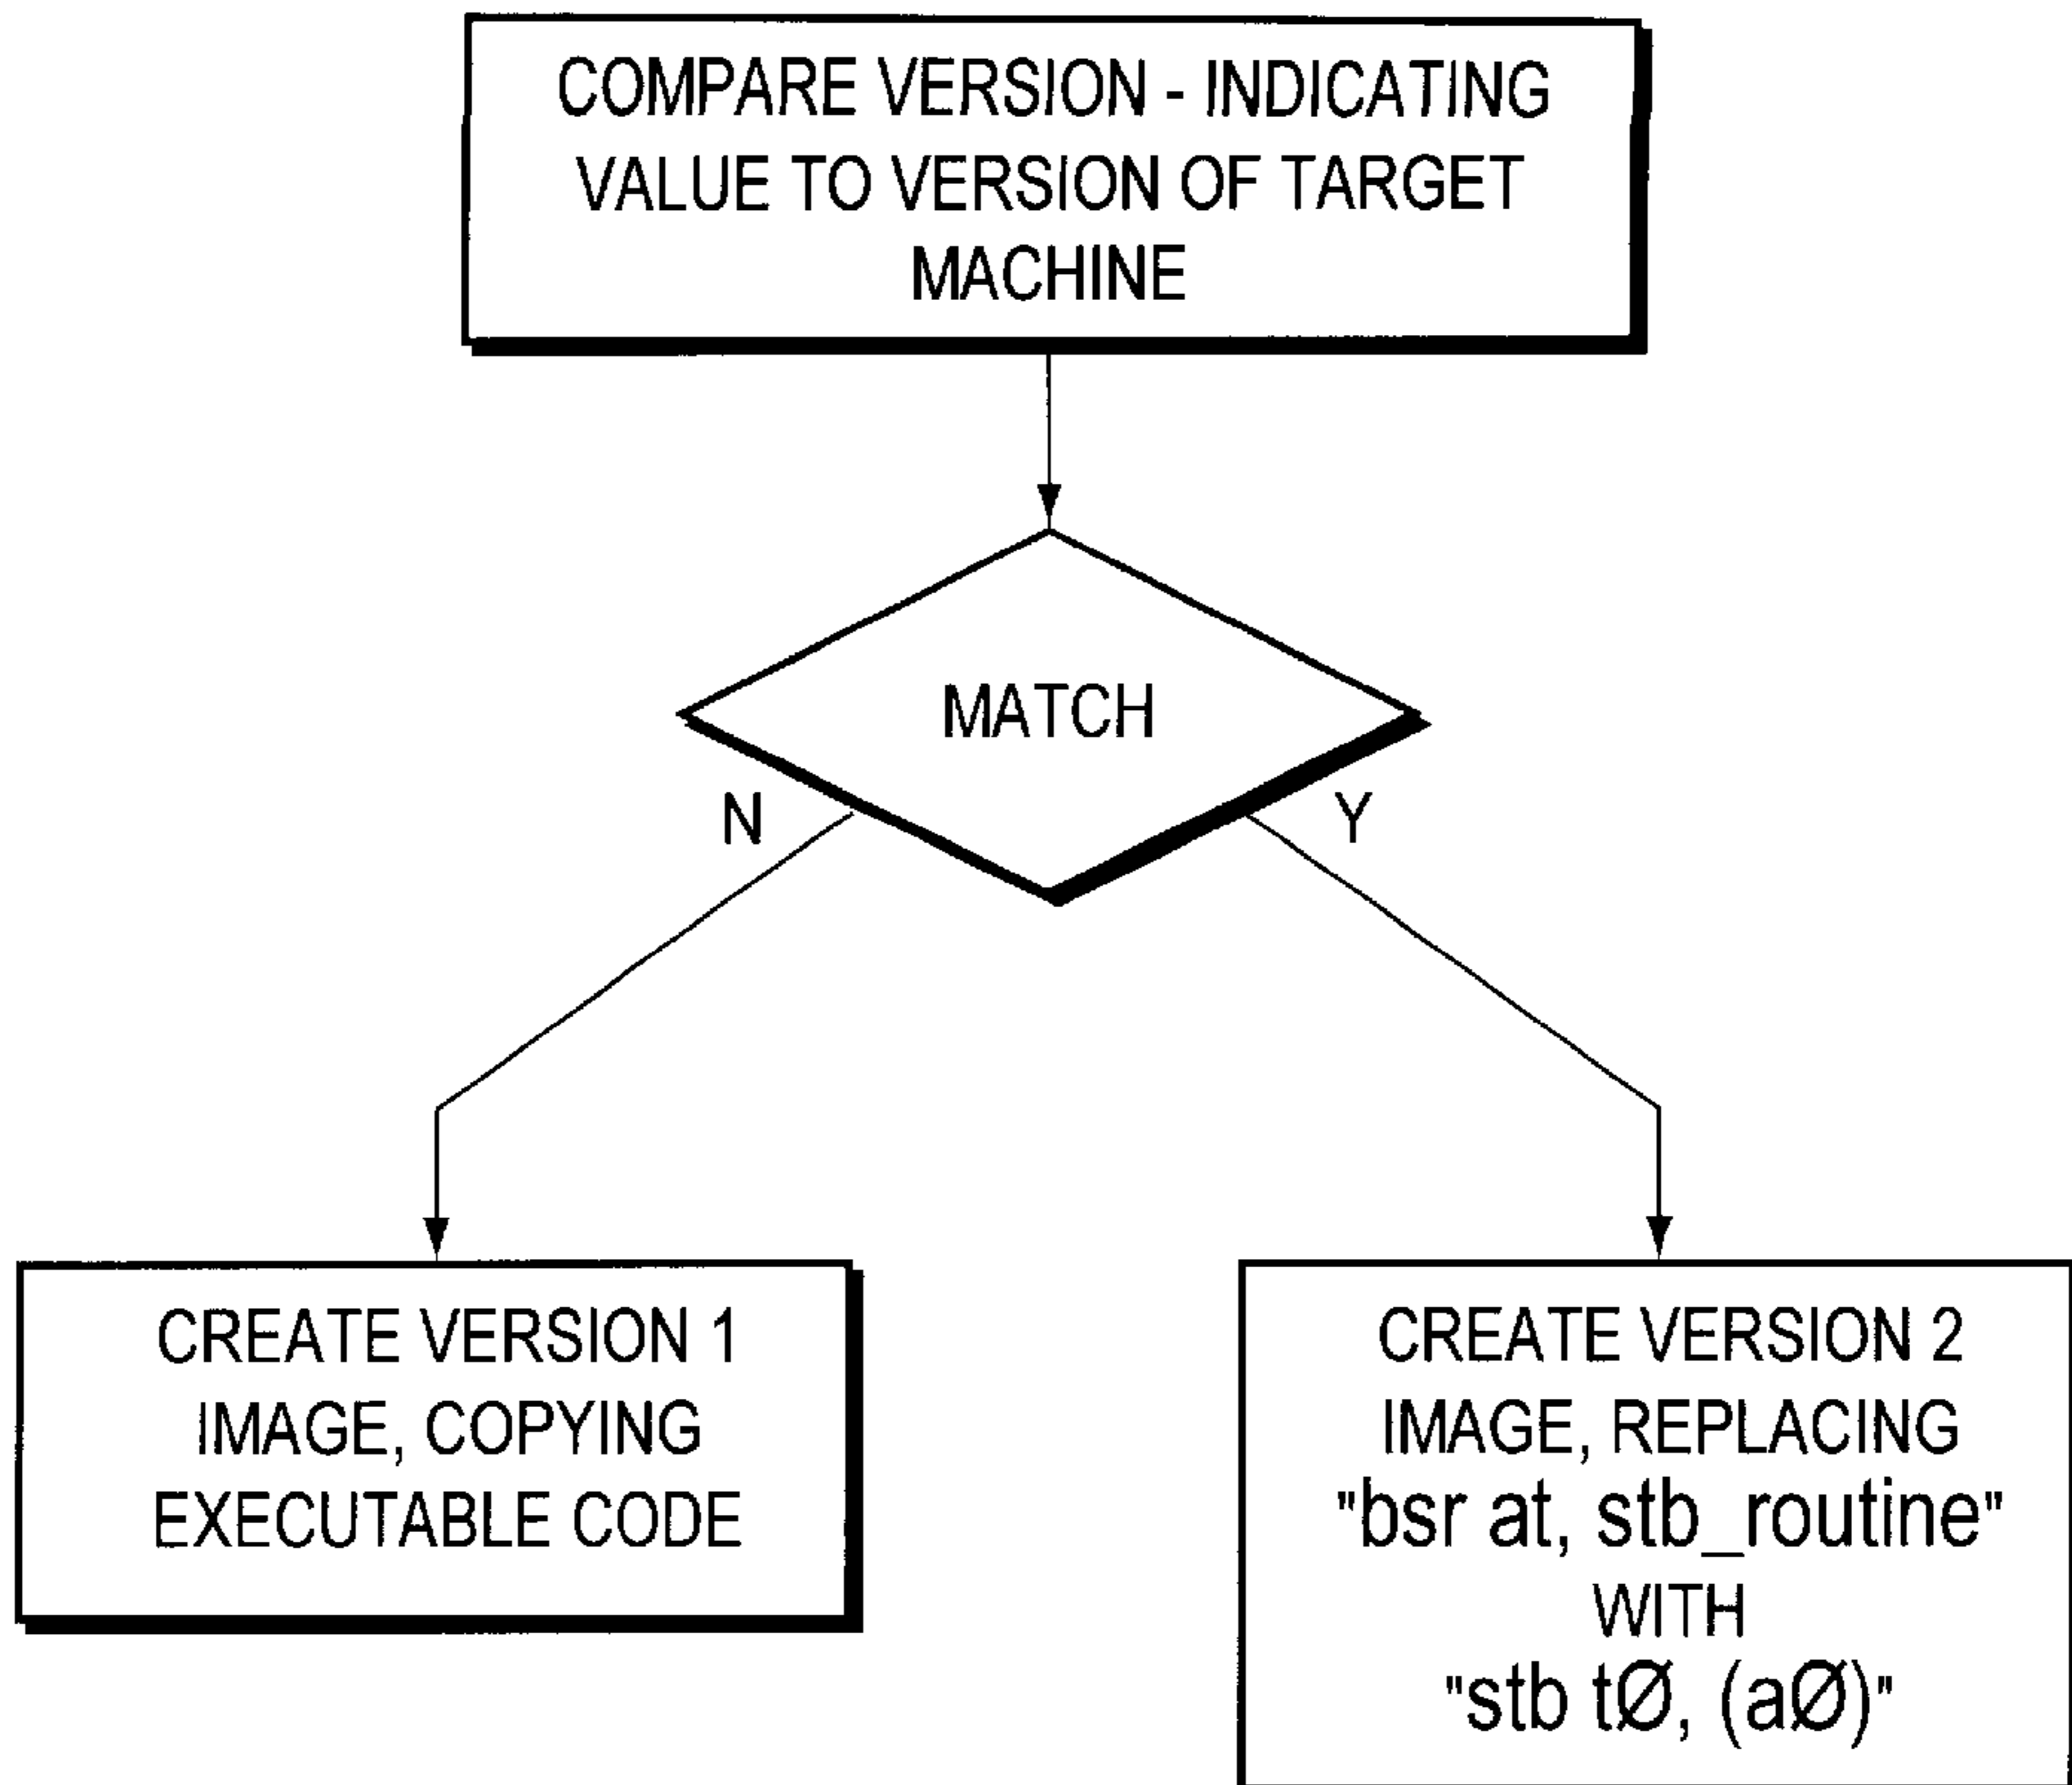 COMPARE VERSION - INDICATING
VALUE TO VERSION OF TARGET
MACHINE
MATCH
N
Y
CREATE VERSION 1
IMAGE, COPYING
EXECUTABLE CODE
CREATE VERSION 2
IMAGE, REPLACING
"bsr at, stb_routine"
WITH
"stb tØ, (aØ)"